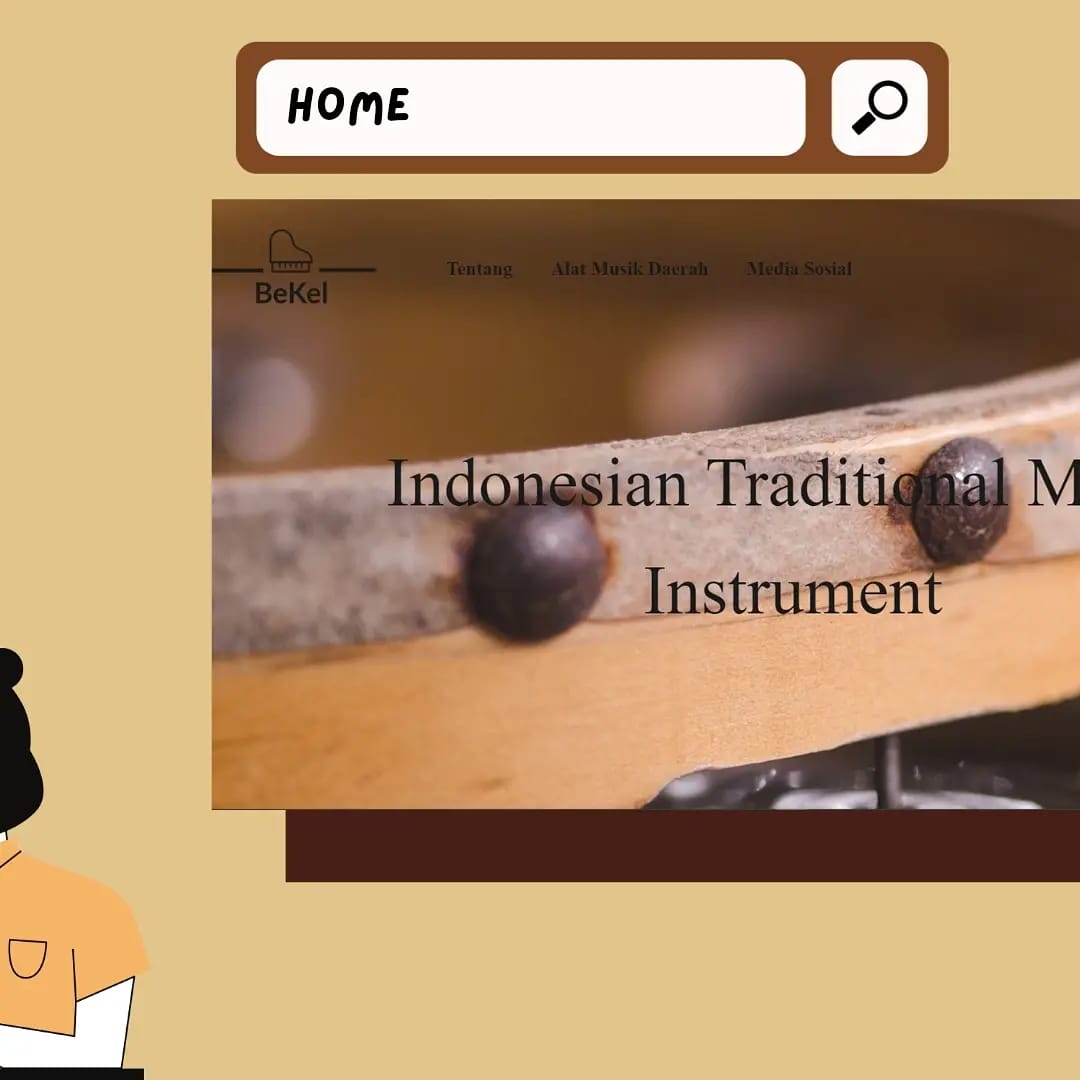 HOME
BeKel
Tentang Alat Musik Daerah Media Sosial
Indonesian Traditional M
Instrument